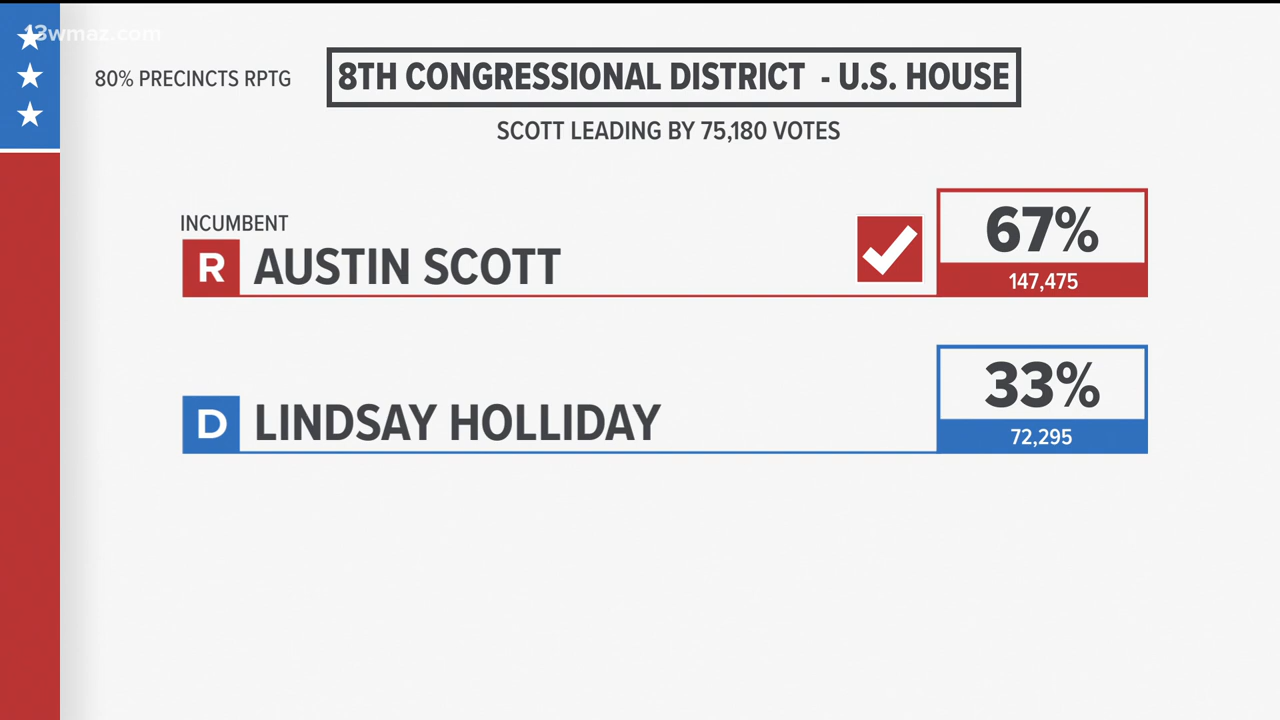 13wmaz.com
80% PRECINCTS RPTG
8TH CONGRESSIONAL DISTRICT - U.S. HOUSE
SCOTT LEADING BY 75,180 VOTES
INCUMBENT
R AUSTIN SCOTT
67%
147,475
D LINDSAY HOLLIDAY
33%
72,295